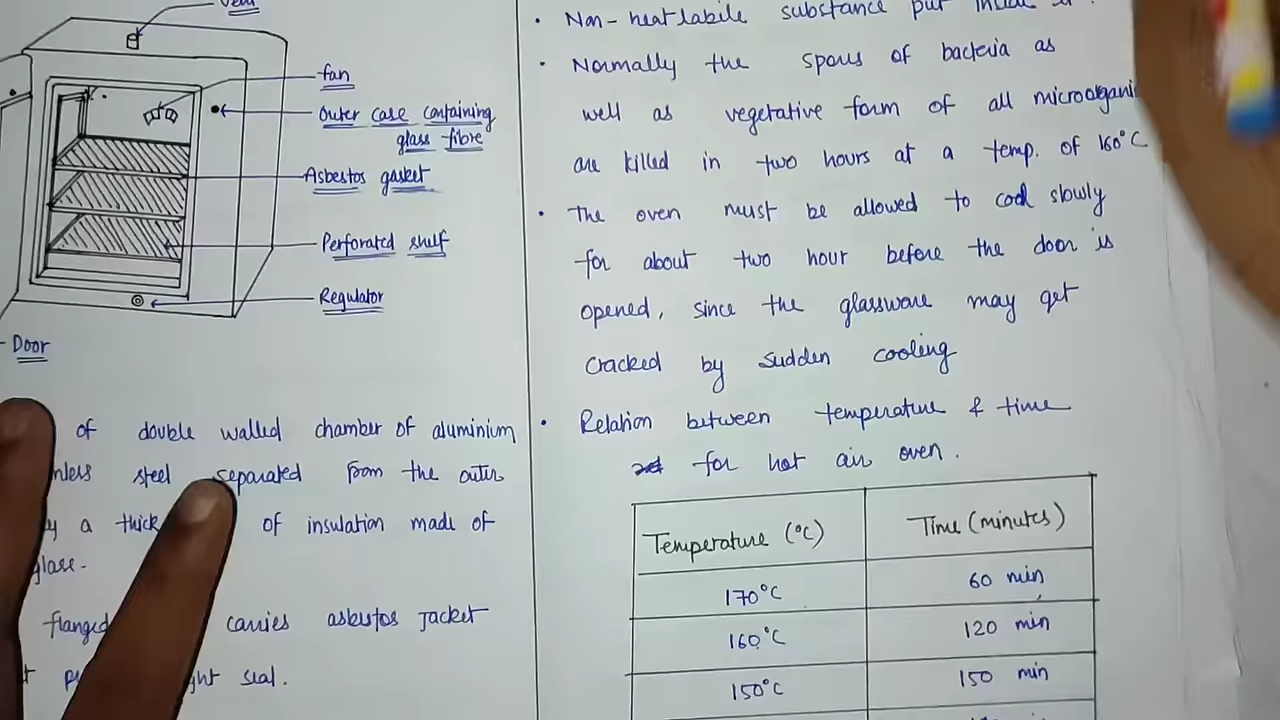 Vent
fan
Outer case containing
glass fibre
Asbestos gasket
Perforated shelf
Regulator
Door
of double walled chamber of aluminium
steel separated from the outer
a thick of insulation made of
flanged carries asbestos Jacket
seal.
• Non-heatlabile substance put
• Normally the spores of bacteria as
well as vegetative form of all
are killed in two hours at a temp. of 160°C
• The oven must be allowed to cool slowly
for about two hour before the door is
opened, since the glassware may get
cracked by sudden cooling
• Relation between temperature & time
for hot air oven.
Temperature (°C) Time (minutes)
170°C 60 min
160°C 120 min
150°C 150 min